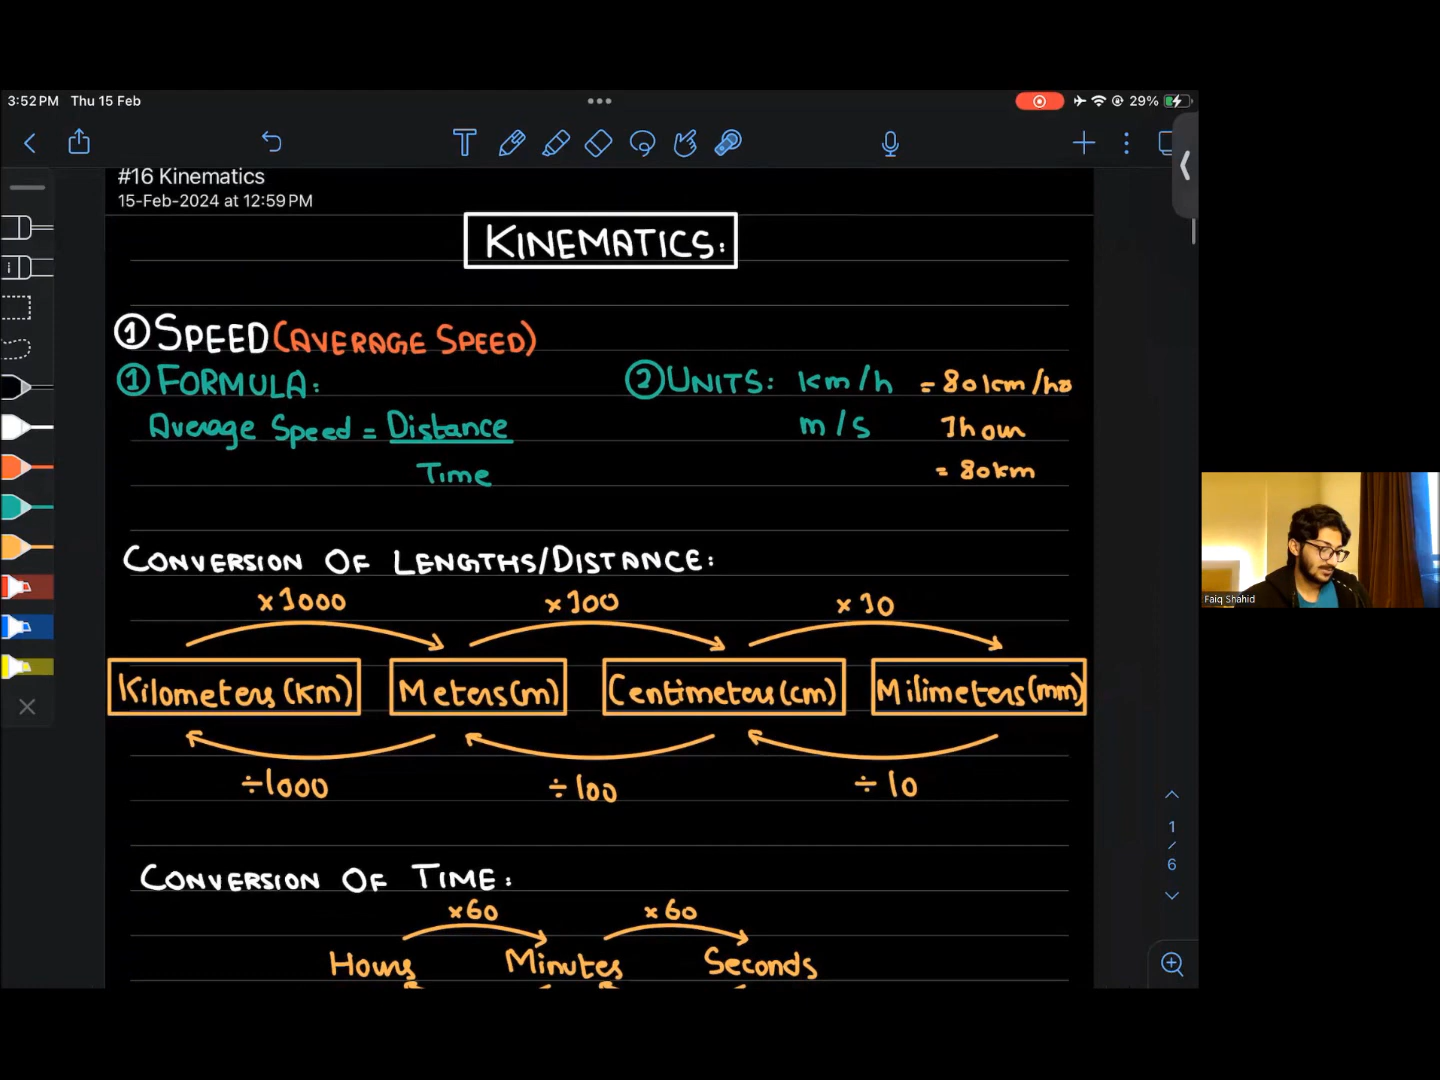 3:52 PM Thu 15 Feb
29%
#16 Kinematics
15-Feb-2024 at 12:59 PM
KINEMATICS:
① SPEED (AVERAGE SPEED)
① FORMULA:
Average Speed = Distance
Time
② UNITS: km/h = 80km/hr
m/s 1hour
= 80km
CONVERSION OF LENGTHS/DISTANCE:
×1000 ×100 ×10
Kilometers (km) Meters (m) Centimeters (cm) Milimeters (mm)
÷1000 ÷100 ÷10
CONVERSION OF TIME:
×60 ×60
Hours Minutes Seconds
1
/
6
Faiq Shahid